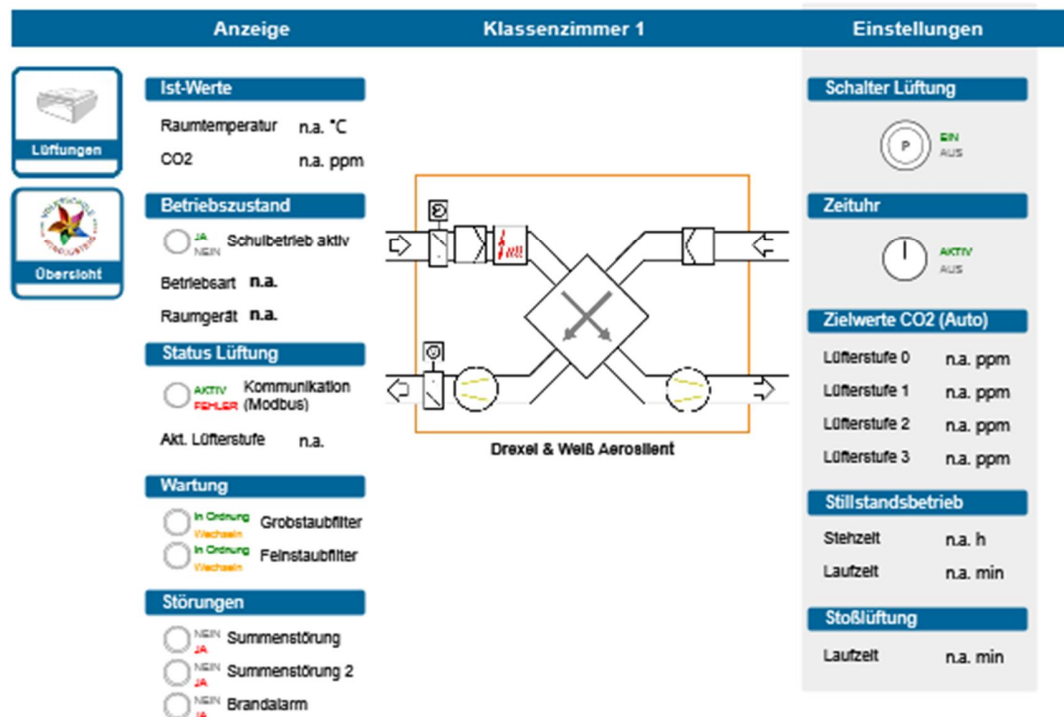 Anzeige
Klassenzimmer 1
Einstellungen
Lüftungen
Übersicht
Ist-Werte
Raumtemperatur n.a. °C
CO2 n.a. ppm
Betriebszustand
JA
NEIN
Schulbetrieb aktiv
Betriebsart n.a.
Raumgerät n.a.
Status Lüftung
AKTIV
FEHLER
Kommunikation
(Modbus)
Akt. Lüfterstufe n.a.
Wartung
In Ordnung
Wechseln
Grobstaubfilter
In Ordnung
Wechseln
Feinstaubfilter
Störungen
NEIN
JA
Summenstörung
NEIN
JA
Summenstörung 2
NEIN
JA
Brandalarm
Drexel & Weiß Aerosilent
Schalter Lüftung
P
EIN
AUS
Zeituhr
AKTIV
AUS
Zielwerte CO2 (Auto)
Lüfterstufe 0 n.a. ppm
Lüfterstufe 1 n.a. ppm
Lüfterstufe 2 n.a. ppm
Lüfterstufe 3 n.a. ppm
Stillstandsbetrieb
Stehzeit n.a. h
Laufzeit n.a. min
Stoßlüftung
Laufzeit n.a. min